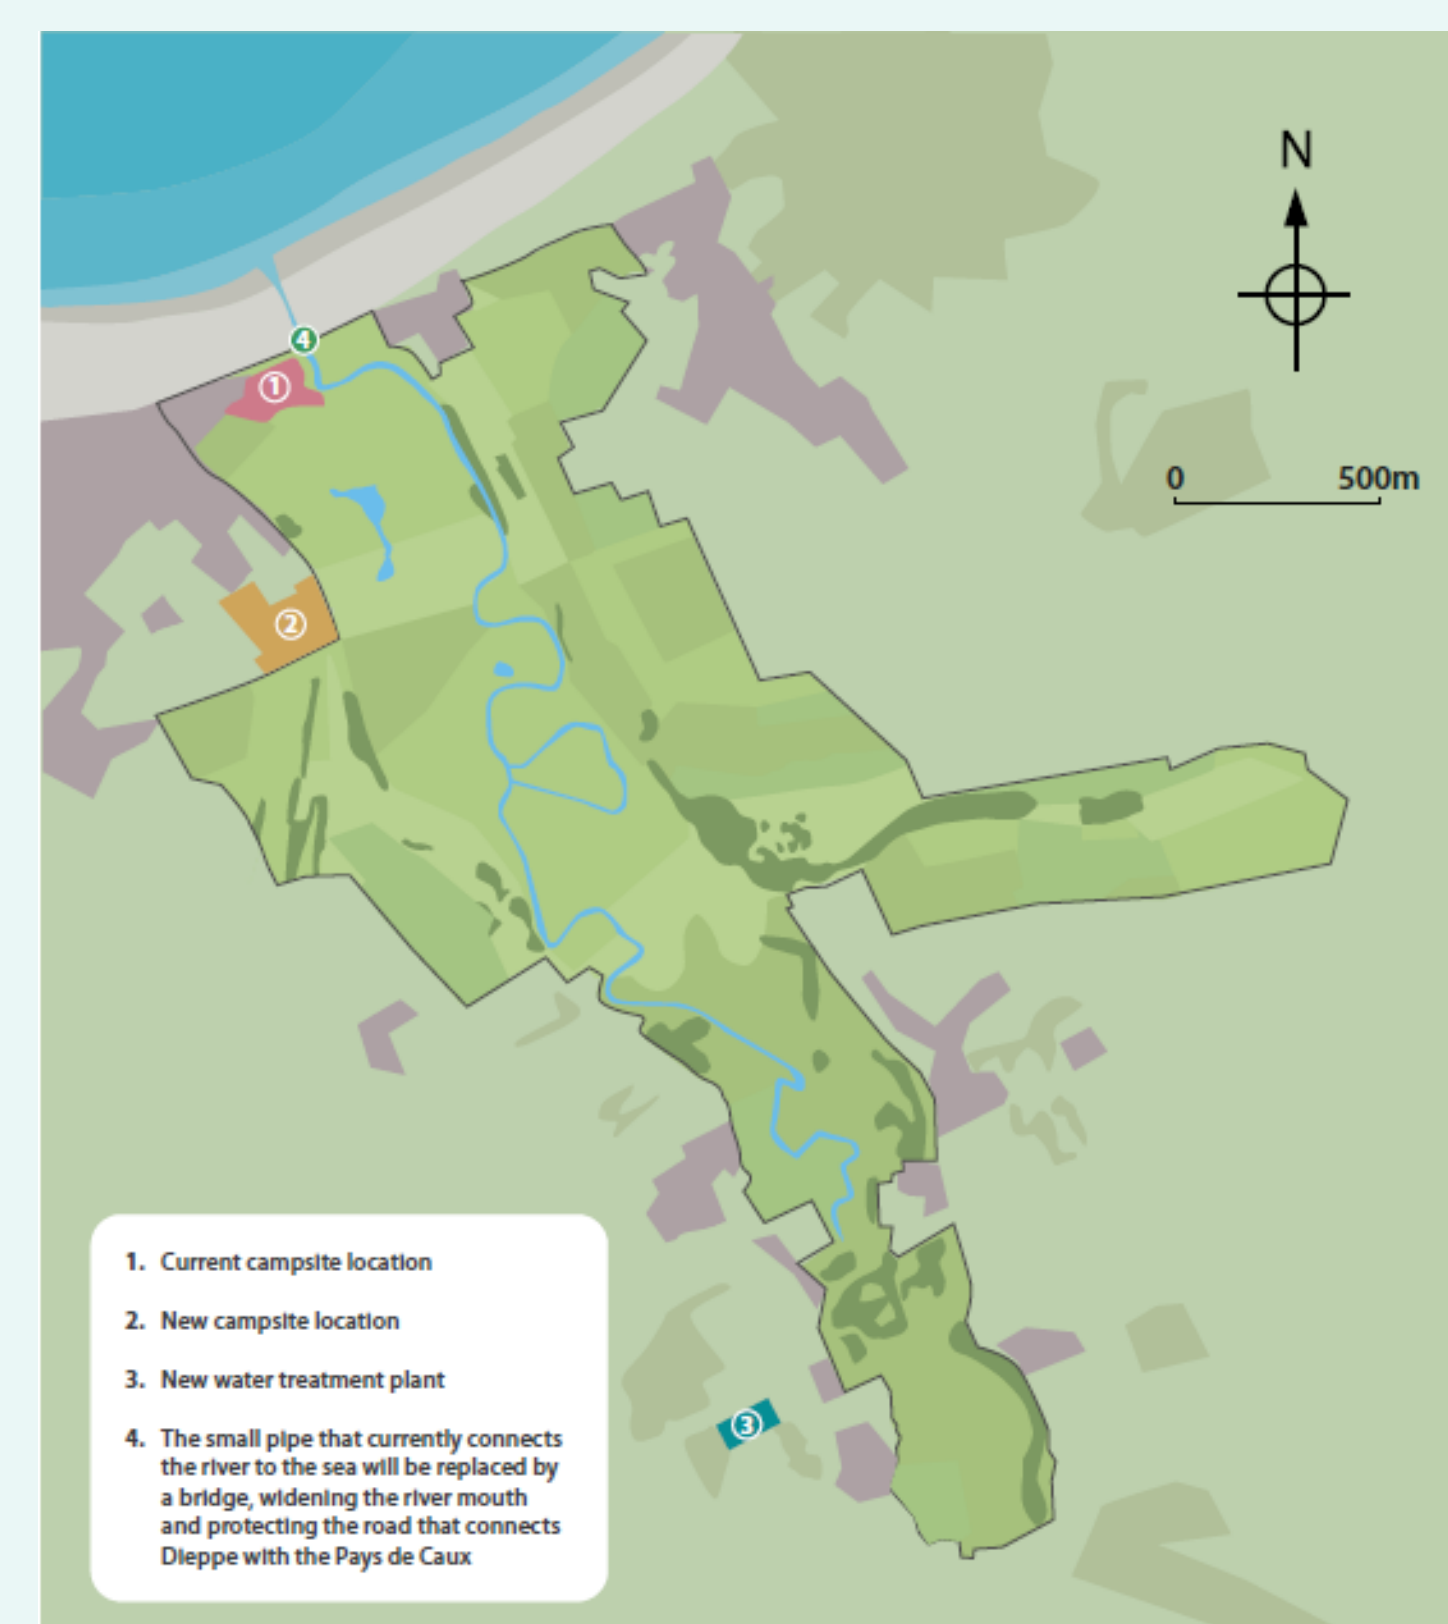 N
0 500m
4
1
2
3
1. Current campsite location
2. New campsite location
3. New water treatment plant
4. The small pipe that currently connects
the river to the sea will be replaced by
a bridge, widening the river mouth
and protecting the road that connects
Dieppe with the Pays de Caux